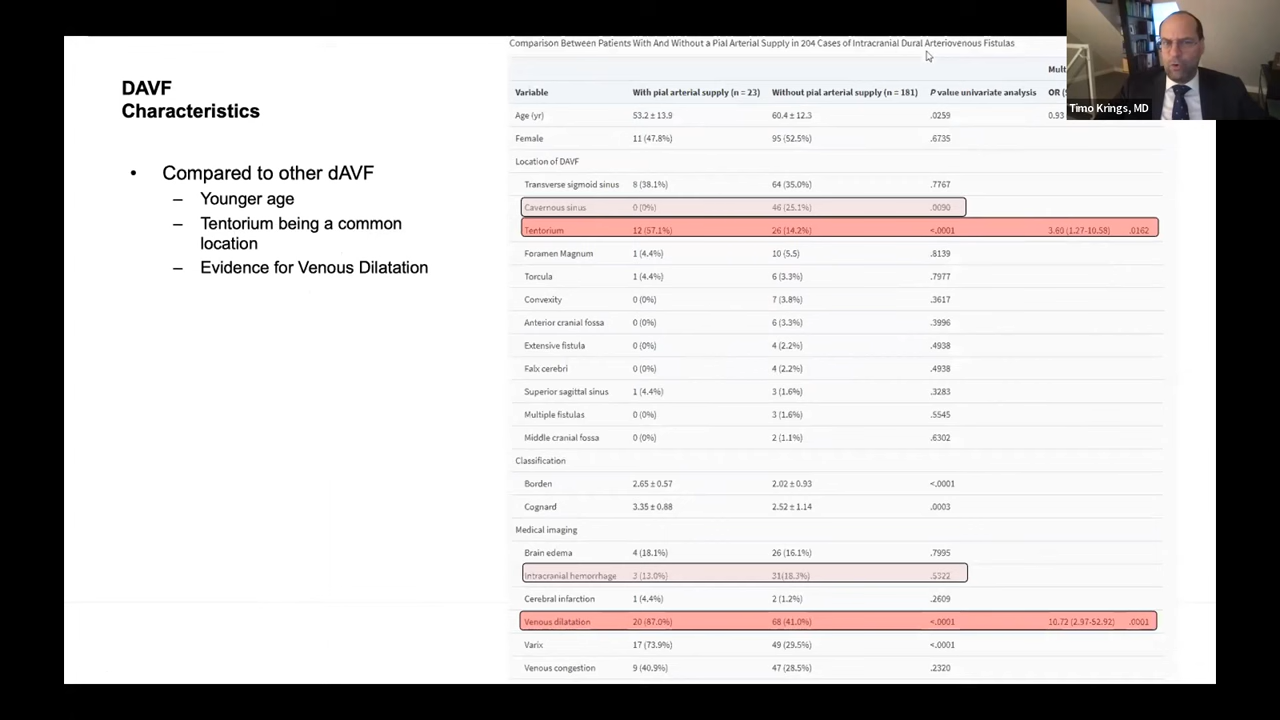 DAVF
Characteristics
• Compared to other dAVF
– Younger age
– Tentorium being a common
location
– Evidence for Venous Dilatation
Comparison Between Patients With And Without a Pial Arterial Supply in 204 Cases of Intracranial Dural Arteriovenous Fistulas
Mult
Variable With pial arterial supply (n = 23) Without pial arterial supply (n = 181) P value univariate analysis OR (
Age (yr) 53.2 ± 13.9 60.4 ± 12.3 .0259 0.93
Female 11 (47.8%) 95 (52.5%) .6735
Location of DAVF
Transverse sigmoid sinus 8 (38.1%) 64 (35.0%) .7767
Cavernous sinus 0 (0%) 46 (25.1%) .0090
Tentorium 12 (57.1%) 26 (14.2%) <.0001 3.60 (1.27-10.58) .0162
Foramen Magnum 1 (4.4%) 10 (5.5) .8139
Torcula 1 (4.4%) 6 (3.3%) .7977
Convexity 0 (0%) 7 (3.8%) .3617
Anterior cranial fossa 0 (0%) 6 (3.3%) .3996
Extensive fistula 0 (0%) 4 (2.2%) .4938
Falx cerebri 0 (0%) 4 (2.2%) .4938
Superior sagittal sinus 1 (4.4%) 3 (1.6%) .3283
Multiple fistulas 0 (0%) 3 (1.6%) .5545
Middle cranial fossa 0 (0%) 2 (1.1%) .6302
Classification
Borden 2.65 ± 0.57 2.02 ± 0.93 <.0001
Cognard 3.35 ± 0.88 2.52 ± 1.14 .0003
Medical imaging
Brain edema 4 (18.1%) 26 (16.1%) .7995
Intracranial hemorrhage 3 (13.0%) 31(18.3%) .5322
Cerebral infarction 1 (4.4%) 2 (1.2%) .2609
Venous dilatation 20 (87.0%) 68 (41.0%) <.0001 10.72 (2.97-52.92) .0001
Varix 17 (73.9%) 49 (29.5%) <.0001
Venous congestion 9 (40.9%) 47 (28.5%) .2320
Timo Krings, MD